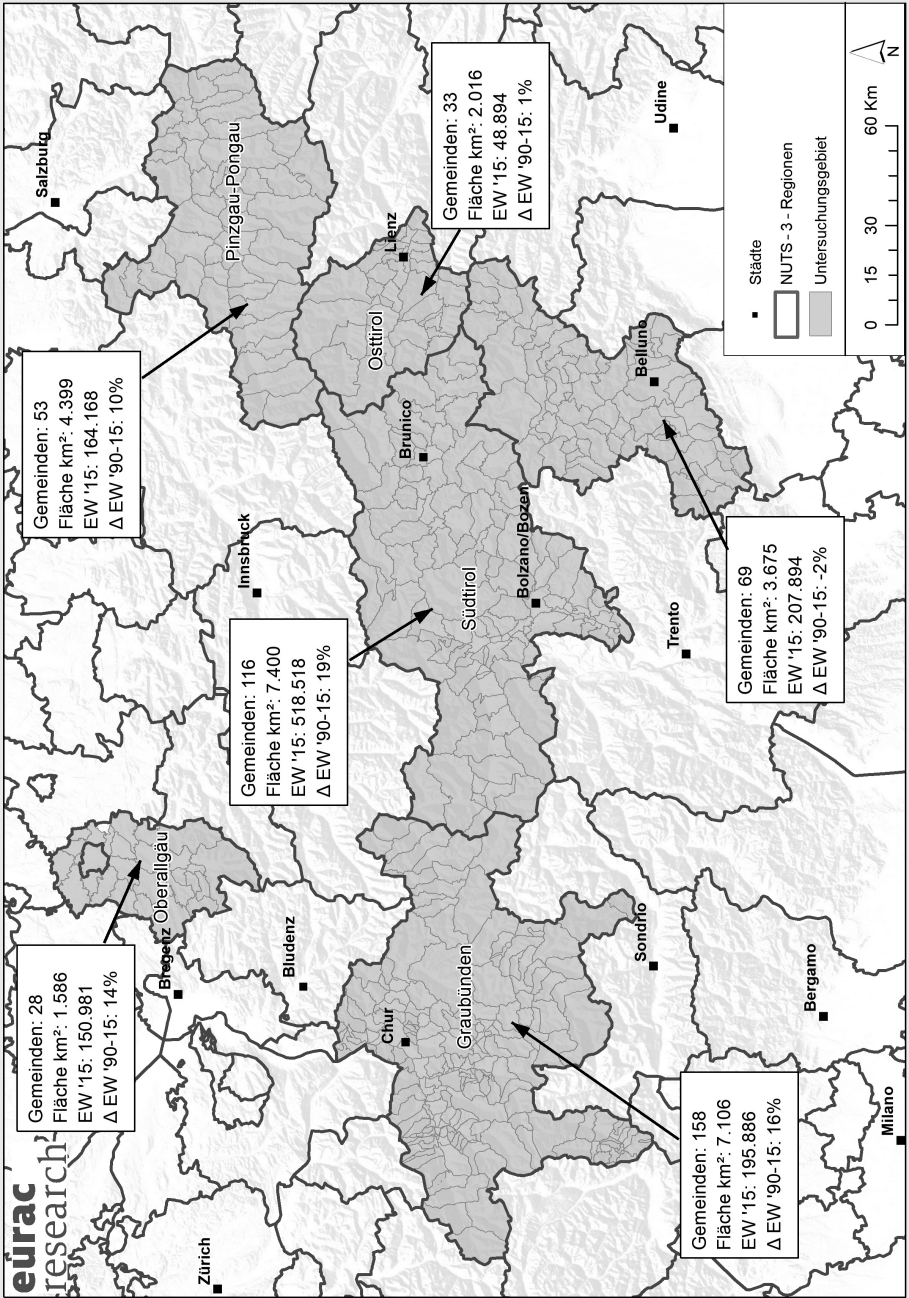 eurac
research
Gemeinden: 28
Fläche km²: 1.586
EW '15: 150.981
Δ EW '90-15: 14%
Gemeinden: 53
Fläche km²: 4.399
EW '15: 164.168
Δ EW '90-15: 10%
Salzburg
Zürich
Bregenz
Oberallgäu
Bludenz
Gemeinden: 116
Fläche km²: 7.400
EW '15: 518.518
Δ EW '90-15: 19%
Innsbruck
Pinzgau-Pongau
Chur
Graubünden
Südtirol
Brunico
Bolzano/Bozen
Osttirol
Lienz
Gemeinden: 33
Fläche km²: 2.016
EW '15: 48.894
Δ EW '90-15: 1%
Gemeinden: 158
Fläche km²: 7.106
EW '15: 195.886
Δ EW '90-15: 16%
Sondrio
Trento
Belluno
Udine
Gemeinden: 69
Fläche km²: 3.675
EW '15: 207.894
Δ EW '90-15: -2%
Bergamo
Milano
Städte
NUTS - 3 - Regionen
Untersuchungsgebiet
0 15 30 60 Km
N